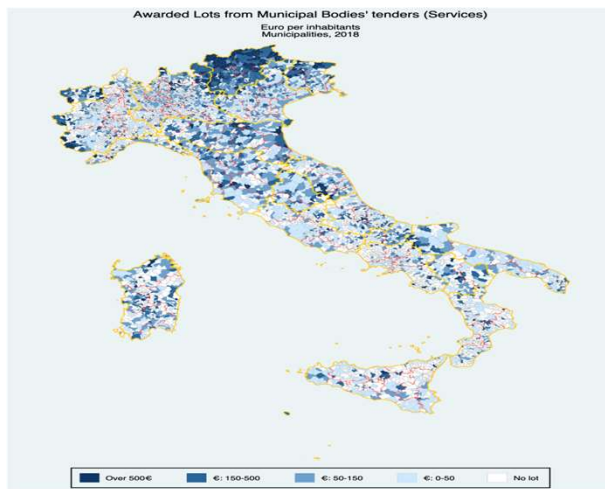 Awarded Lots from Municipal Bodies' tenders (Services)
Euro per inhabitants
Municipalities, 2018
Over 500€ €: 150-500 €: 50-150 €: 0-50 No lot